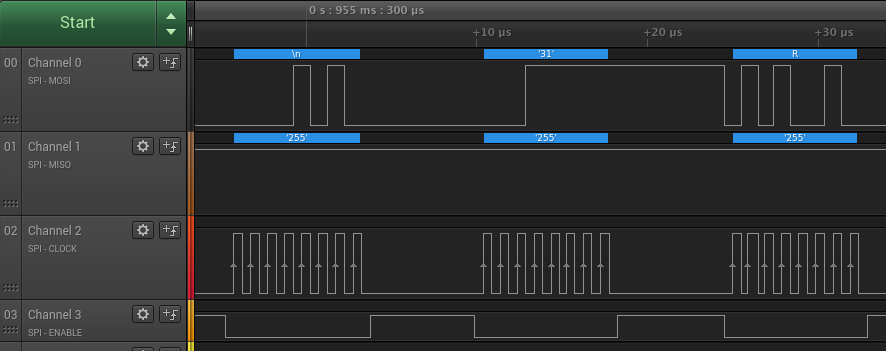 Start
0 s : 955 ms : 300 µs
+10 µs
+20 µs
+30 µs
00
Channel 0
SPI - MOSI
\n
'31'
R
01
Channel 1
SPI - MISO
'255'
'255'
'255'
02
Channel 2
SPI - CLOCK
03
Channel 3
SPI - ENABLE